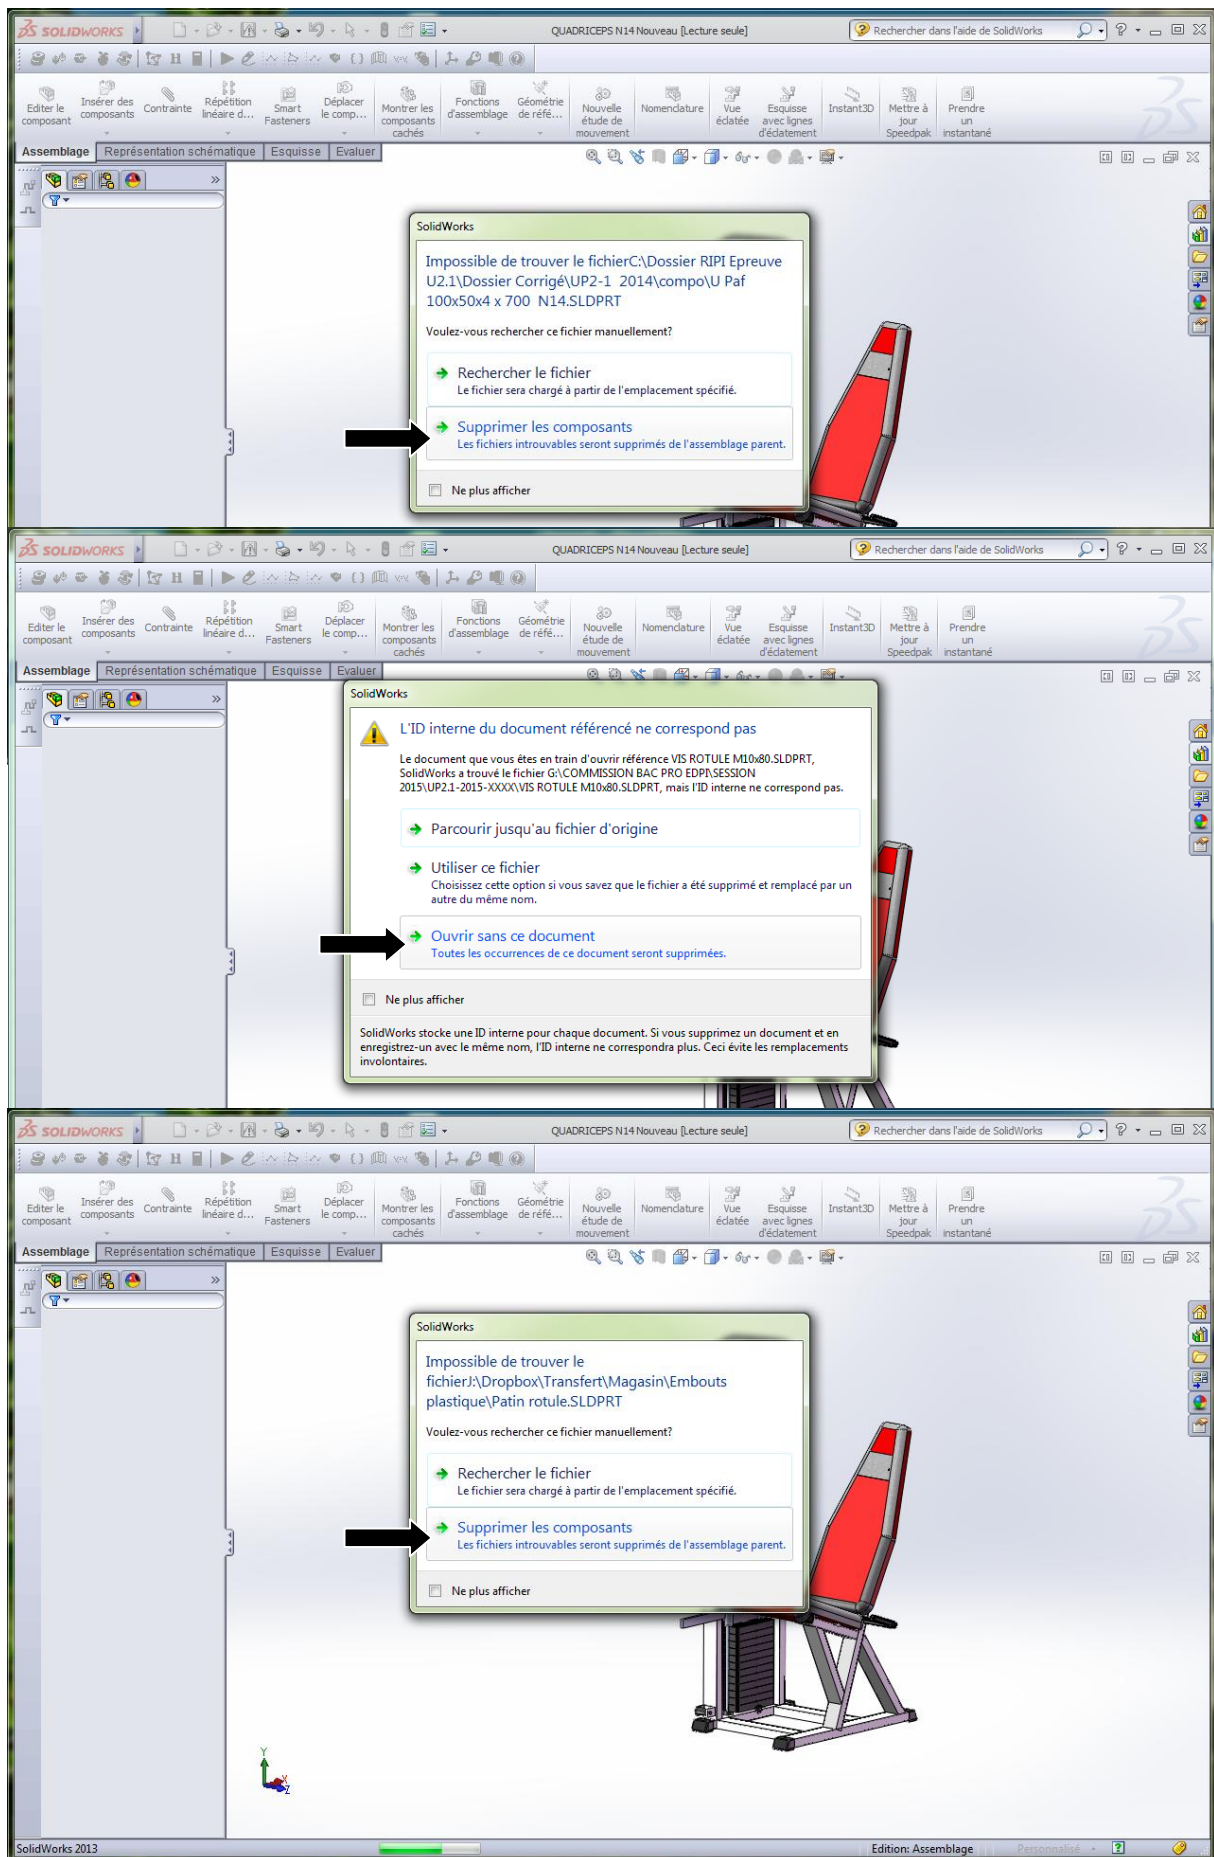 SOLIDWORKS
QUADRICEPS N14 Nouveau [Lecture seule]
Rechercher dans l'aide de SolidWorks
Editer le composant
Insérer des composants
Contrainte
Répétition linéaire d...
Smart Fasteners
Déplacer le comp...
Montrer les composants cachés
Fonctions d'assemblage
Géométrie de réfé...
Nouvelle étude de mouvement
Nomenclature
Vue éclatée
Esquisse avec lignes d'éclatement
Instant3D
Mettre à jour Speedpak
Prendre un instantané
Assemblage
Représentation schématique
Esquisse
Evaluer
SolidWorks
Impossible de trouver le fichierC:\Dossier RIPI Epreuve
U2.1\Dossier Corrigé\UP2-1 2014\compo\U Paf
100x50x4 x 700 N14.SLDPRT
Voulez-vous rechercher ce fichier manuellement?
Rechercher le fichier
Le fichier sera chargé à partir de l'emplacement spécifié.
Supprimer les composants
Les fichiers introuvables seront supprimés de l'assemblage parent.
Ne plus afficher
SOLIDWORKS
QUADRICEPS N14 Nouveau [Lecture seule]
Rechercher dans l'aide de SolidWorks
Editer le composant
Insérer des composants
Contrainte
Répétition linéaire d...
Smart Fasteners
Déplacer le comp...
Montrer les composants cachés
Fonctions d'assemblage
Géométrie de réfé...
Nouvelle étude de mouvement
Nomenclature
Vue éclatée
Esquisse avec lignes d'éclatement
Instant3D
Mettre à jour Speedpak
Prendre un instantané
Assemblage
Représentation schématique
Esquisse
Evaluer
SolidWorks
L'ID interne du document référencé ne correspond pas
Le document que vous êtes en train d'ouvrir référence VIS ROTULE M10x80.SLDPRT,
SolidWorks a trouvé le fichier G:\COMMISSION BAC PRO EDPI\SESSION
2015\UP2.1-2015-XXXX\VIS ROTULE M10x80.SLDPRT, mais l'ID interne ne correspond pas.
Parcourir jusqu'au fichier d'origine
Utiliser ce fichier
Choisissez cette option si vous savez que le fichier a été supprimé et remplacé par un
autre du même nom.
Ouvrir sans ce document
Toutes les occurrences de ce document seront supprimées.
Ne plus afficher
SolidWorks stocke une ID interne pour chaque document. Si vous supprimez un document et en
enregistrez-un avec le même nom, l'ID interne ne correspondra plus. Ceci évite les remplacements
involontaires.
SOLIDWORKS
QUADRICEPS N14 Nouveau [Lecture seule]
Rechercher dans l'aide de SolidWorks
Editer le composant
Insérer des composants
Contrainte
Répétition linéaire d...
Smart Fasteners
Déplacer le comp...
Montrer les composants cachés
Fonctions d'assemblage
Géométrie de réfé...
Nouvelle étude de mouvement
Nomenclature
Vue éclatée
Esquisse avec lignes d'éclatement
Instant3D
Mettre à jour Speedpak
Prendre un instantané
Assemblage
Représentation schématique
Esquisse
Evaluer
SolidWorks
Impossible de trouver le
fichierJ:\Dropbox\Transfert\Magasin\Embouts
plastique\Patin rotule.SLDPRT
Voulez-vous rechercher ce fichier manuellement?
Rechercher le fichier
Le fichier sera chargé à partir de l'emplacement spécifié.
Supprimer les composants
Les fichiers introuvables seront supprimés de l'assemblage parent.
Ne plus afficher
Y
X
Z
SolidWorks 2013
Edition: Assemblage
Personnalisé